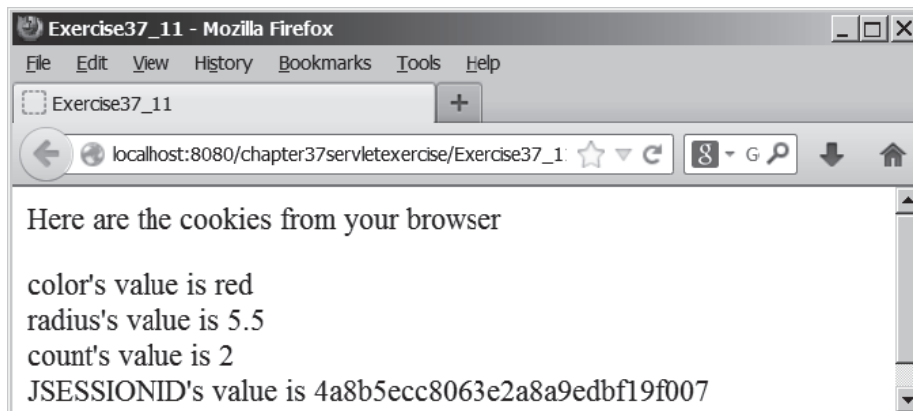 Exercise37_11 - Mozilla Firefox
File Edit View History Bookmarks Tools Help
Exercise37_11 +
localhost:8080/chapter37servletexercise/Exercise37_1 8 G
Here are the cookies from your browser
color's value is red
radius's value is 5.5
count's value is 2
JSESSIONID's value is 4a8b5ecc8063e2a8a9edbf19f007